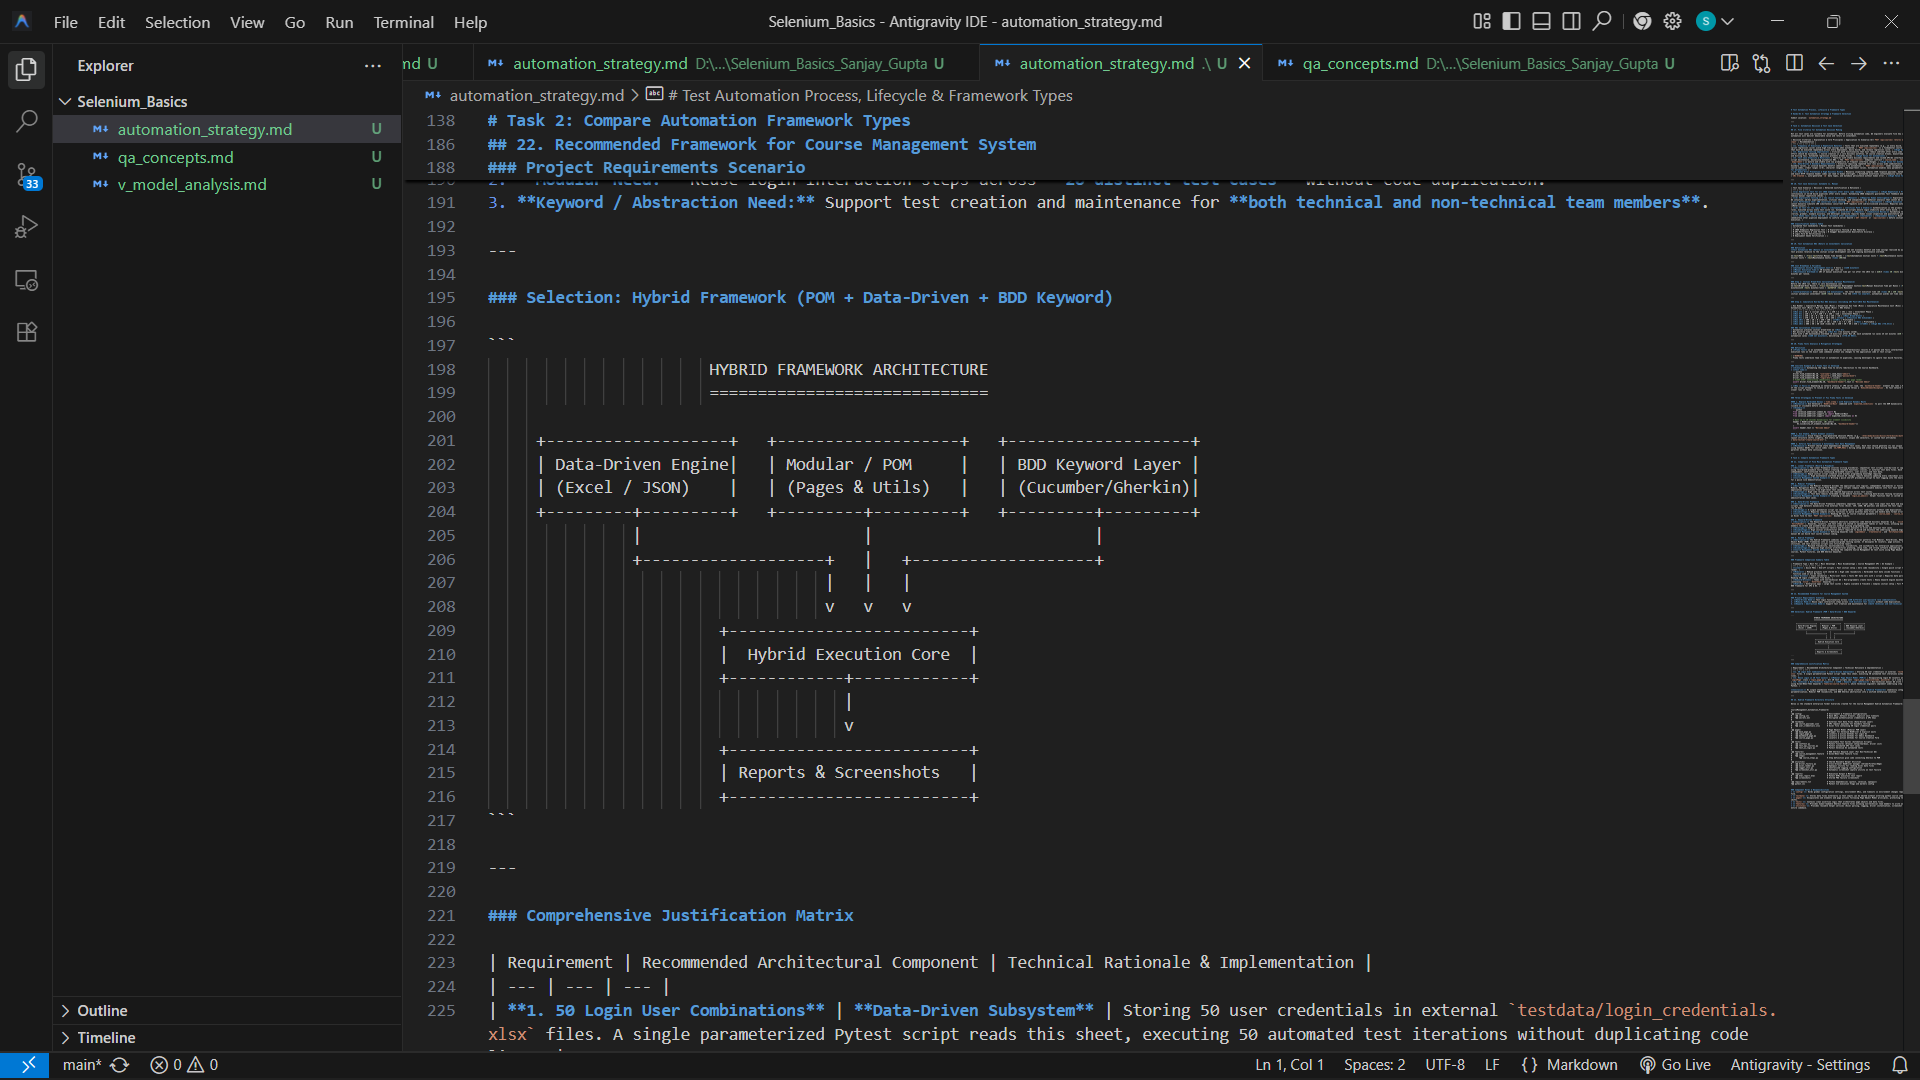 File Edit Selection View Go Run Terminal Help
Selenium_Basics - Antigravity IDE - automation_strategy.md
S
Explorer
Selenium_Basics
automation_strategy.md U
qa_concepts.md U
v_model_analysis.md U
33
Outline
Timeline
md U
automation_strategy.md D:\...\Selenium_Basics_Sanjay_Gupta U
automation_strategy.md .\ U
qa_concepts.md D:\...\Selenium_Basics_Sanjay_Gupta U
automation_strategy.md > # Test Automation Process, Lifecycle & Framework Types
138 # Task 2: Compare Automation Framework Types
186 ## 22. Recommended Framework for Course Management System
188 ### Project Requirements Scenario
191 3. **Keyword / Abstraction Need:** Support test creation and maintenance for **both technical and non-technical team members**.
192
193 ---
194
195 ### Selection: Hybrid Framework (POM + Data-Driven + BDD Keyword)
196
197 ```
198 HYBRID FRAMEWORK ARCHITECTURE
199 =============================
200
201 +-------------------+   +-------------------+   +-------------------+
202 | Data-Driven Engine|   | Modular / POM     |   | BDD Keyword Layer |
203 | (Excel / JSON)    |   | (Pages & Utils)   |   | (Cucumber/Gherkin)|
204 +---------+---------+   +---------+---------+   +---------+---------+
205 |                       |                       |
206 +-------------------+   |   +-------------------+
207 |   |   |
208 v   v   v
209 +-------------------------+
210 |  Hybrid Execution Core  |
211 +------------+------------+
212 |
213 v
214 +-------------------------+
215 | Reports & Screenshots   |
216 +-------------------------+
217 ```
218
219 ---
220
221 ### Comprehensive Justification Matrix
222
223 | Requirement | Recommended Architectural Component | Technical Rationale & Implementation |
224 | --- | --- | --- |
225 | **1. 50 Login User Combinations** | **Data-Driven Subsystem** | Storing 50 user credentials in external `testdata/login_credentials.
xlsx` files. A single parameterized Pytest script reads this sheet, executing 50 automated test iterations without duplicating code
main* 0 0
Ln 1, Col 1 Spaces: 2 UTF-8 LF {} Markdown Go Live Antigravity - Settings